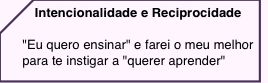 Intencionalidade e Reciprocidade
"Eu quero ensinar" e farei o meu melhor
para te instigar a "querer aprender"